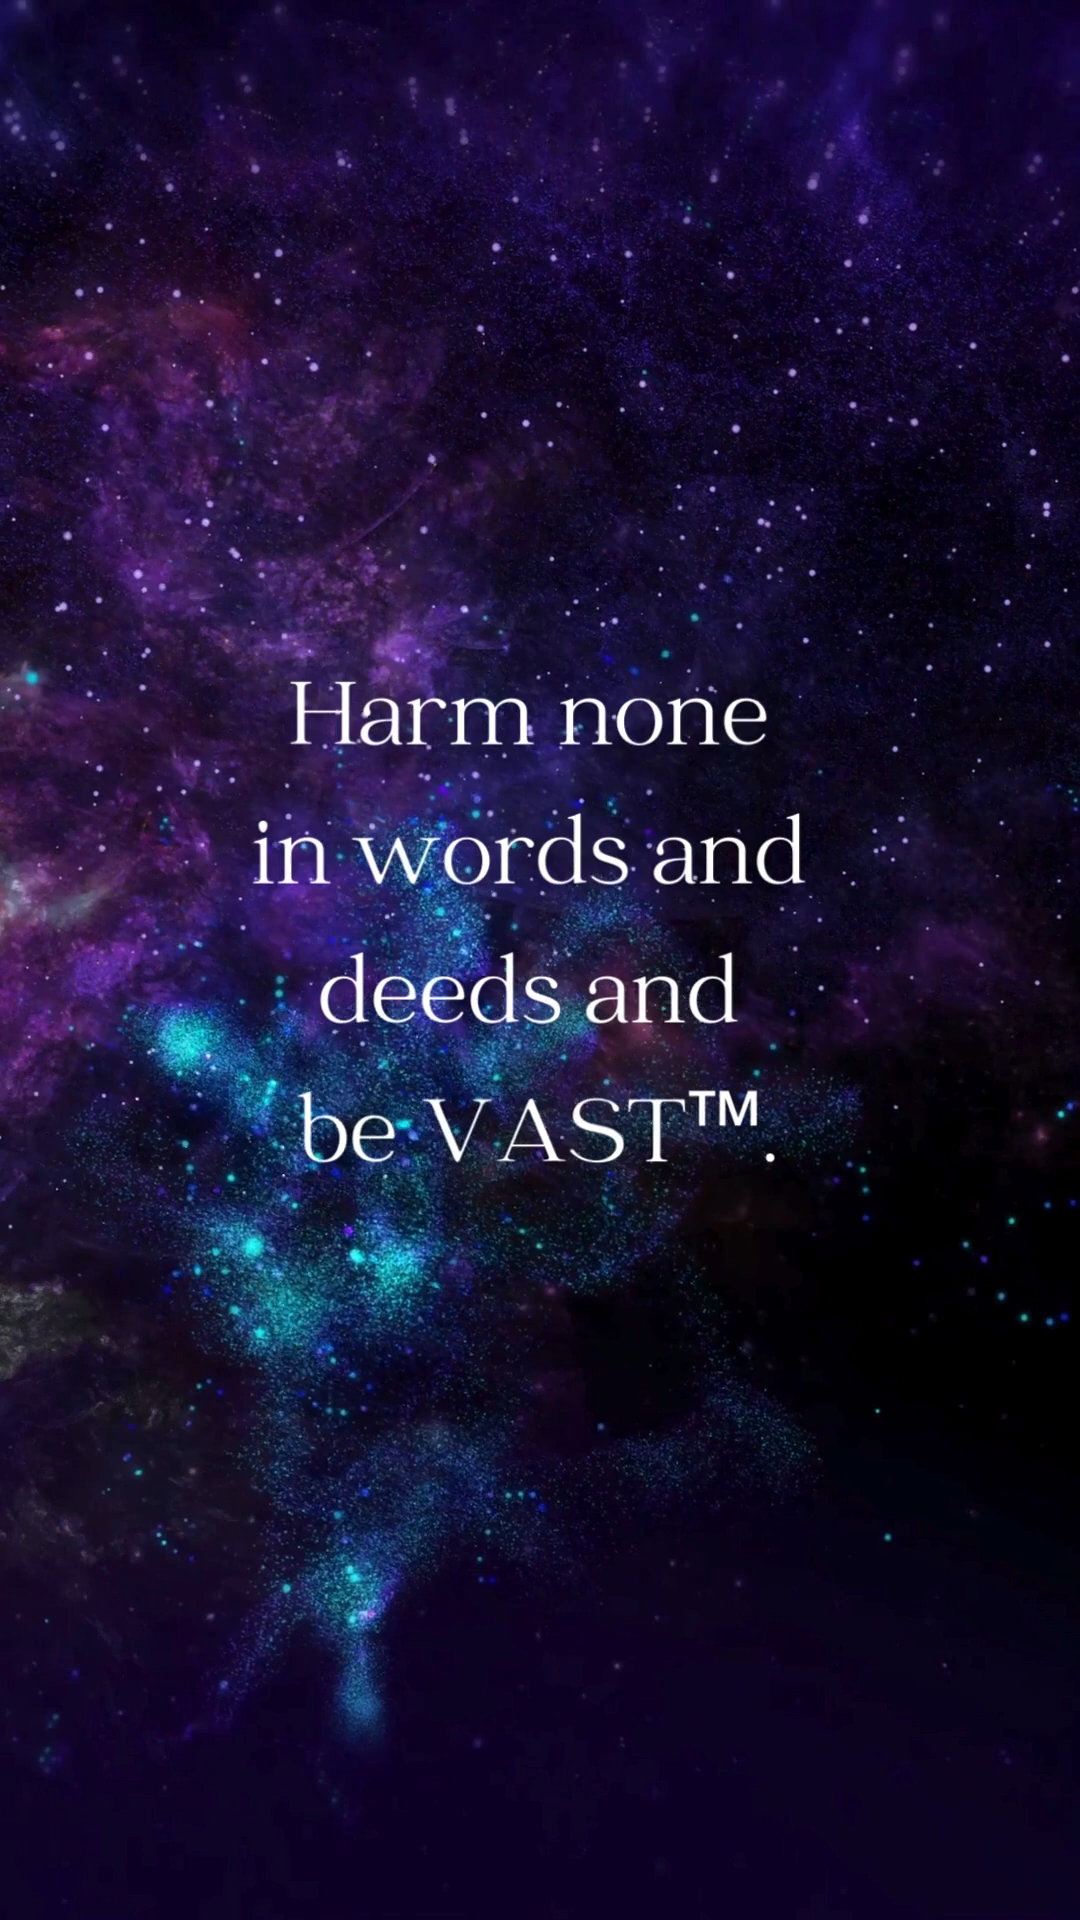 Harm none
in words and
deeds and
be VAST™.